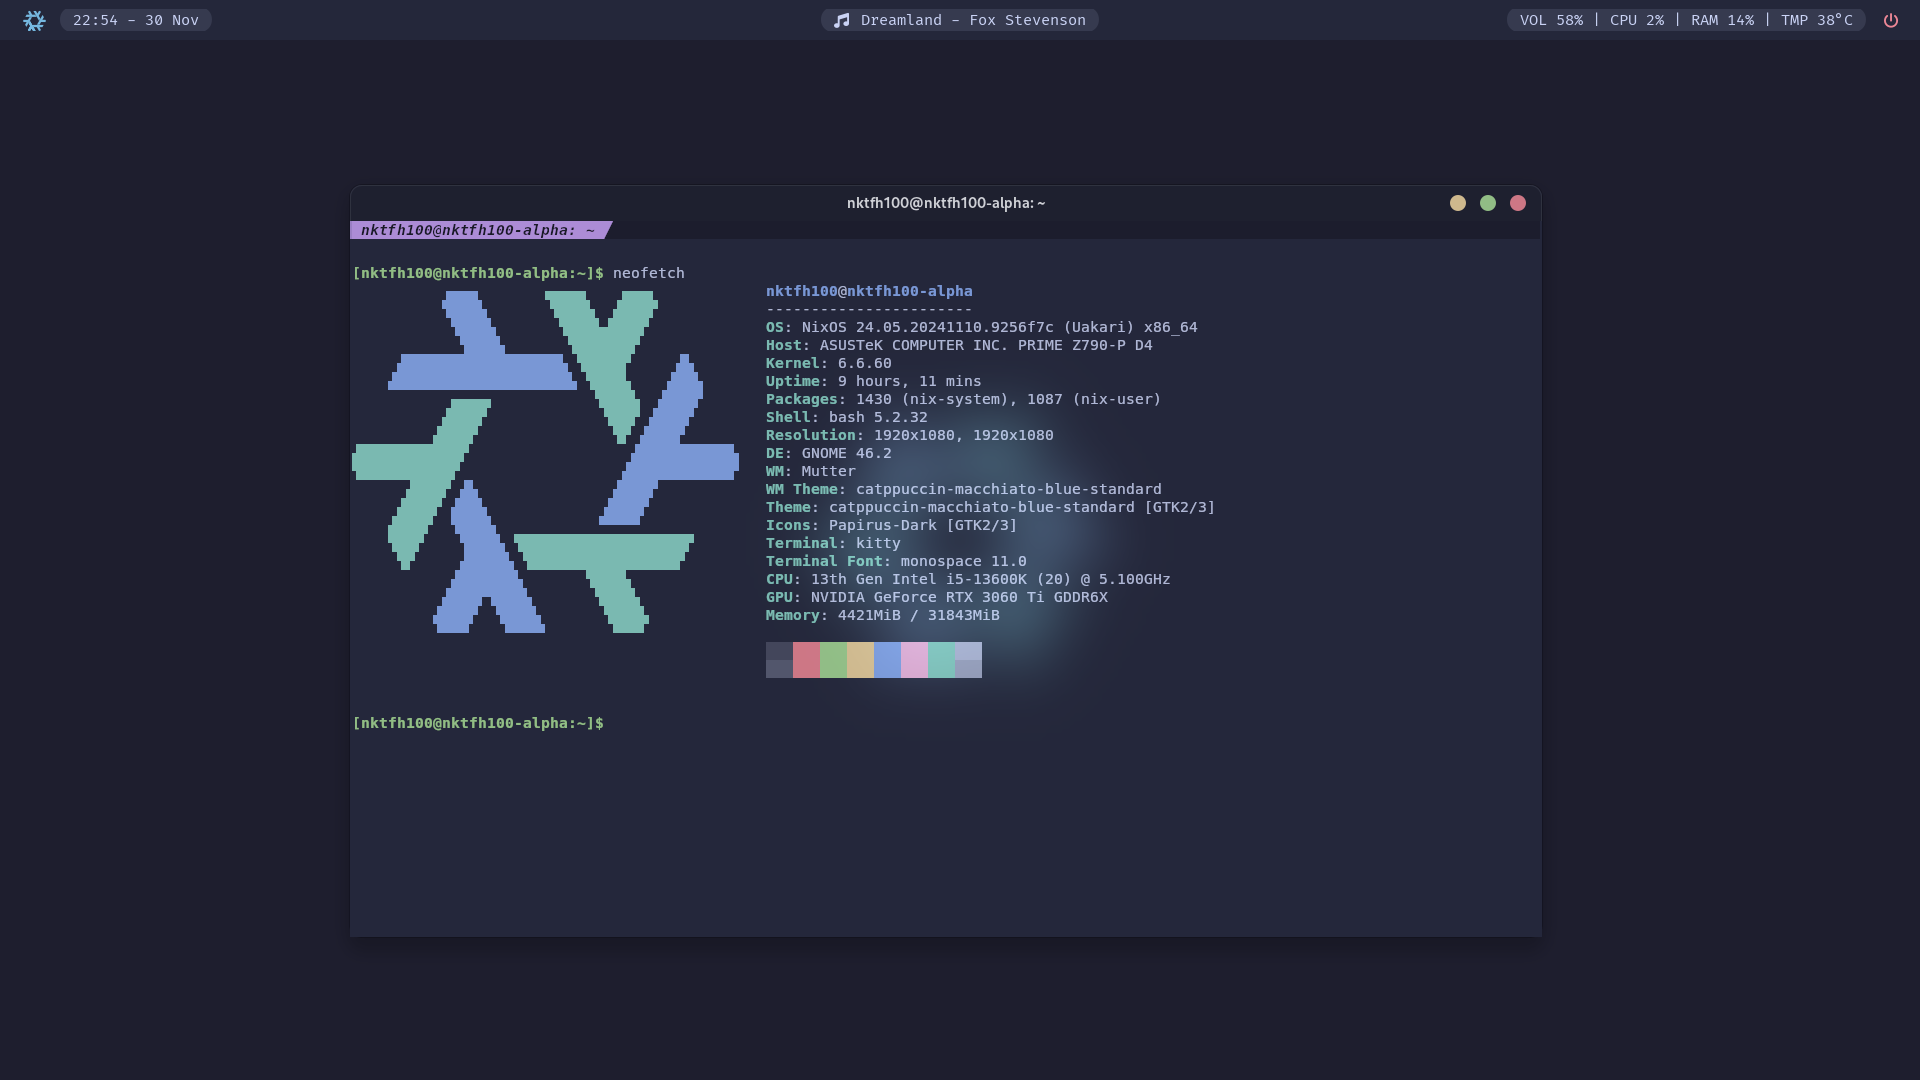 22:54 – 30 Nov
Dreamland – Fox Stevenson
VOL 58% | CPU 2% | RAM 14% | TMP 38°C
nktfh100@nktfh100-alpha: ~
nktfh100@nktfh100-alpha: ~
[nktfh100@nktfh100-alpha:~]$ neofetch
nktfh100@nktfh100-alpha
-----------------------
OS: NixOS 24.05.20241110.9256f7c (Uakari) x86_64
Host: ASUSTeK COMPUTER INC. PRIME Z790-P D4
Kernel: 6.6.60
Uptime: 9 hours, 11 mins
Packages: 1430 (nix-system), 1087 (nix-user)
Shell: bash 5.2.32
Resolution: 1920x1080, 1920x1080
DE: GNOME 46.2
WM: Mutter
WM Theme: catppuccin-macchiato-blue-standard
Theme: catppuccin-macchiato-blue-standard [GTK2/3]
Icons: Papirus-Dark [GTK2/3]
Terminal: kitty
Terminal Font: monospace 11.0
CPU: 13th Gen Intel i5-13600K (20) @ 5.100GHz
GPU: NVIDIA GeForce RTX 3060 Ti GDDR6X
Memory: 4421MiB / 31843MiB
[nktfh100@nktfh100-alpha:~]$